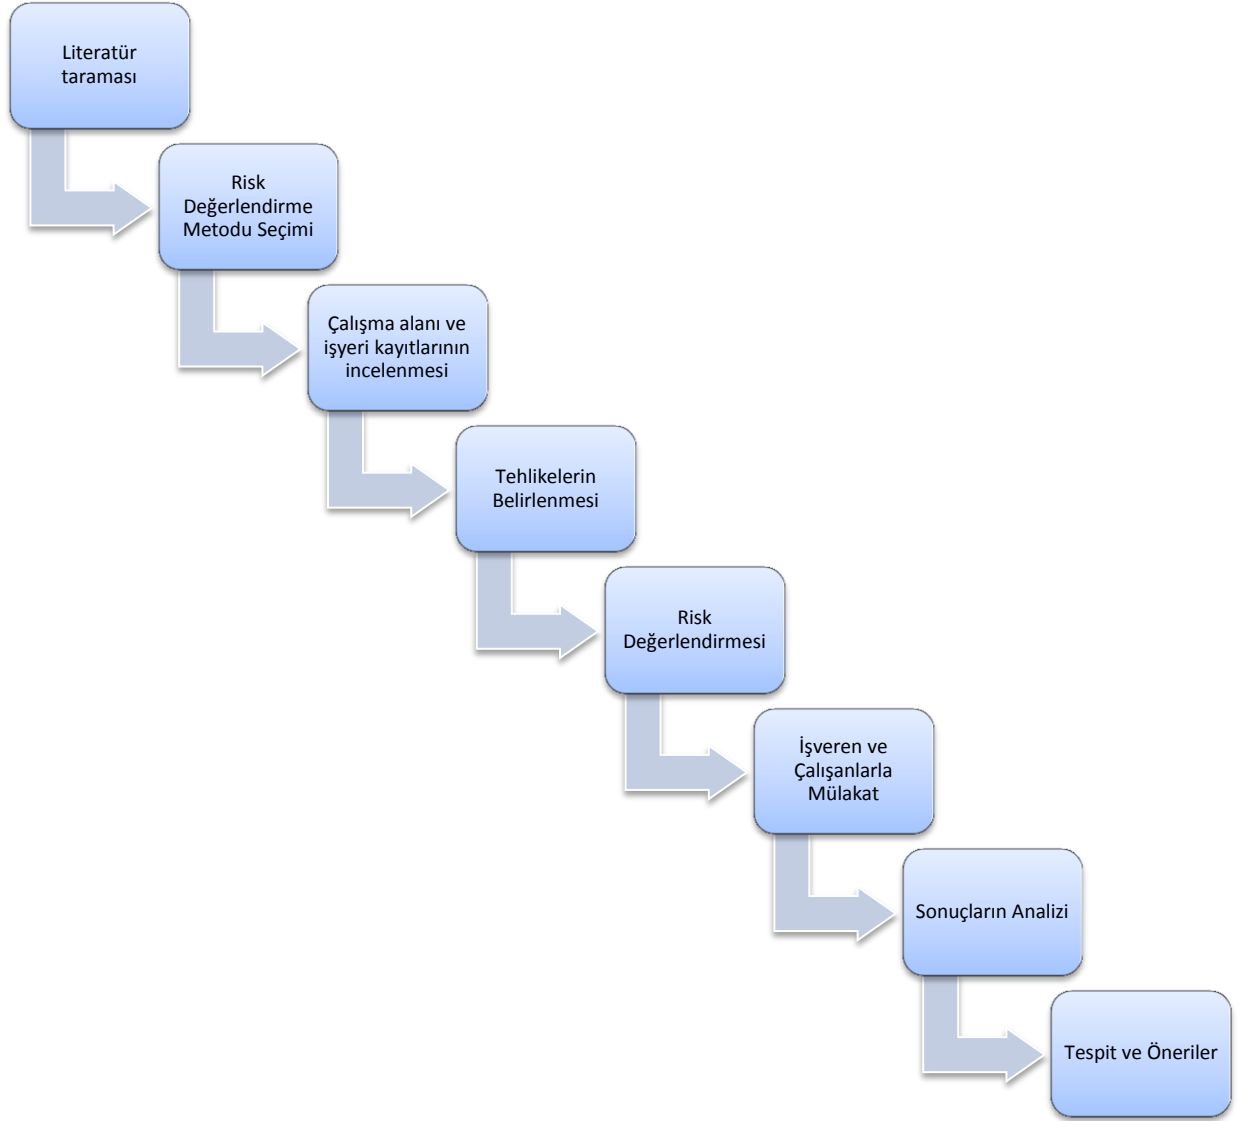 Literatür
taraması
Risk
Değerlendirme
Metodu Seçimi
Çalışma alanı ve
işyeri kayıtlarının
incelenmesi
Tehlikelerin
Belirlenmesi
Risk
Değerlendirmesi
İşveren ve
Çalışanlarla
Mülakat
Sonuçların Analizi
Tespit ve Öneriler